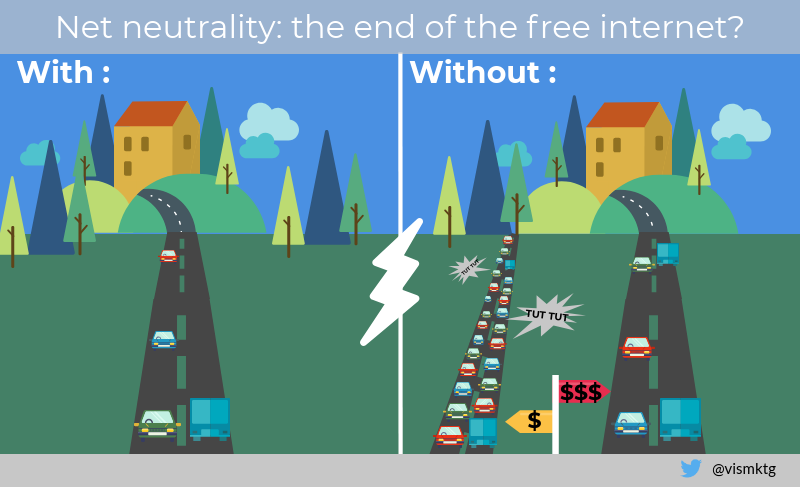 Net neutrality: the end of the free internet?
With :
Without :
TUT TUT
TUT TUT
$$$
$
@vismktg